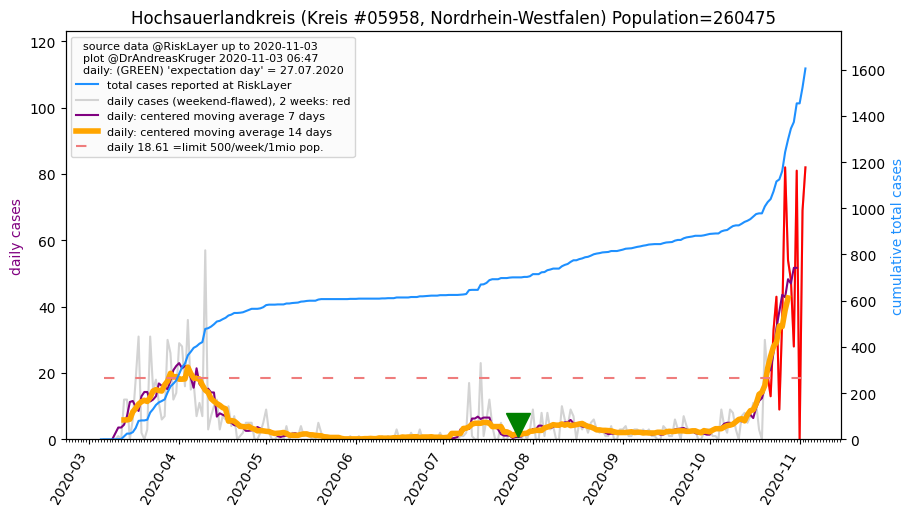 Hochsauerlandkreis (Kreis #05958, Nordrhein-Westfalen) Population=260475
source data @RiskLayer up to 2020-11-03
plot @DrAndreasKruger 2020-11-03 06:47
daily: (GREEN) 'expectation day' = 27.07.2020
total cases reported at RiskLayer
daily cases (weekend-flawed), 2 weeks: red
daily: centered moving average 7 days
daily: centered moving average 14 days
daily 18.61 =limit 500/week/1mio pop.
daily cases
120
100
80
60
40
20
0
cumulative total cases
1600
1400
1200
1000
800
600
400
200
0
2020-03
2020-04
2020-05
2020-06
2020-07
2020-08
2020-09
2020-10
2020-11